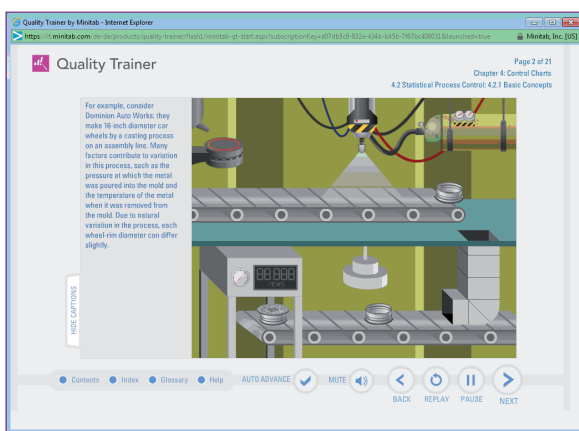 Quality Trainer by Minitab - Internet Explorer
Minitab, Inc. [US]
Quality Trainer
Page 2 of 21
Chapter 4: Control Charts
4.2 Statistical Process Control: 4.2.1 Basic Concepts
For example, consider
Dominion Auto Works: they
make 16-inch diameter car
wheels by a casting process
on an assembly line. Many
factors contribute to variation
in this process, such as the
pressure at which the metal
was poured into the mold and
the temperature of the metal
when it was removed from
the mold. Due to natural
variation in the process, each
wheel-rim diameter can differ
slightly.
HIDE CAPTIONS
Contents
Index
Glossary
Help
AUTO ADVANCE
MUTE
BACK
REPLAY
PAUSE
NEXT